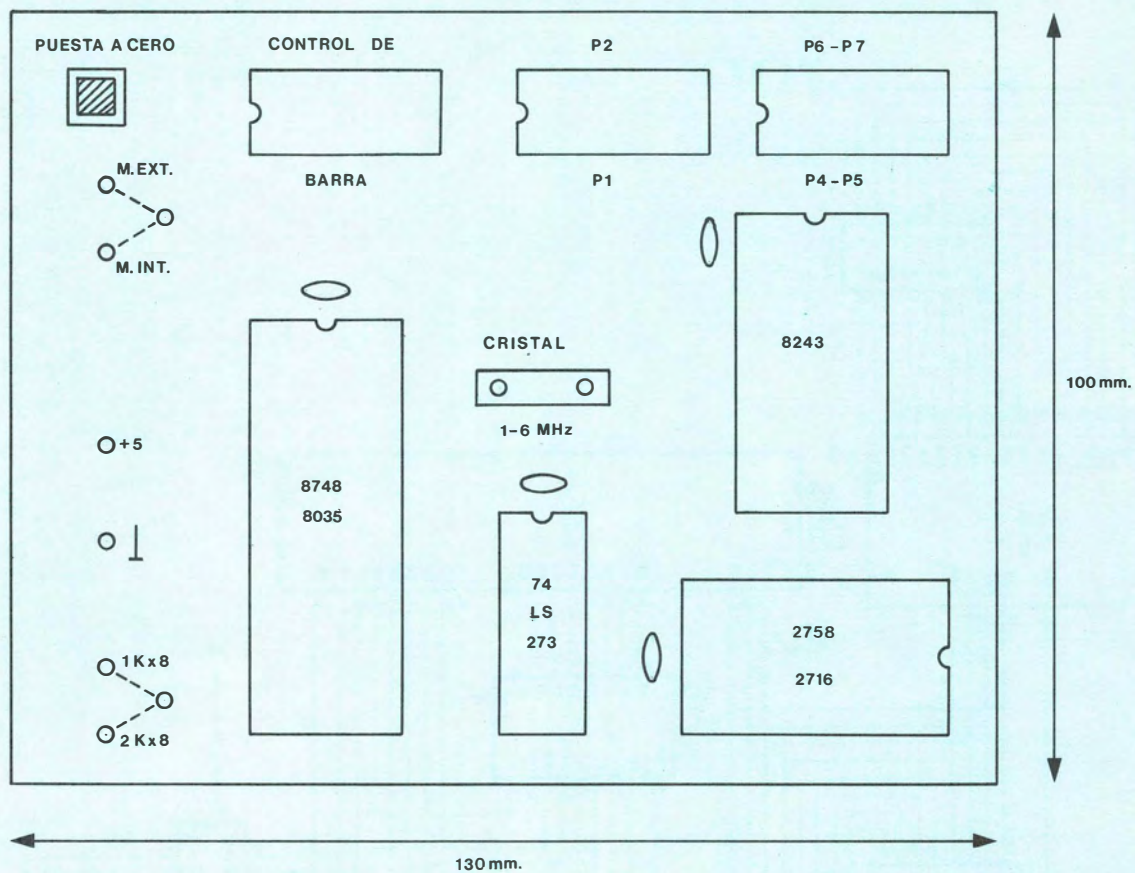 PUESTA A CERO
CONTROL DE
P2
P6-P7
M.EXT.
BARRA
P1
P4-P5
M.INT.
8243
CRISTAL
1-6 MHz
100 mm.
+5
8748
8035
74
LS
273
2758
2716
1Kx8
2Kx8
130 mm.